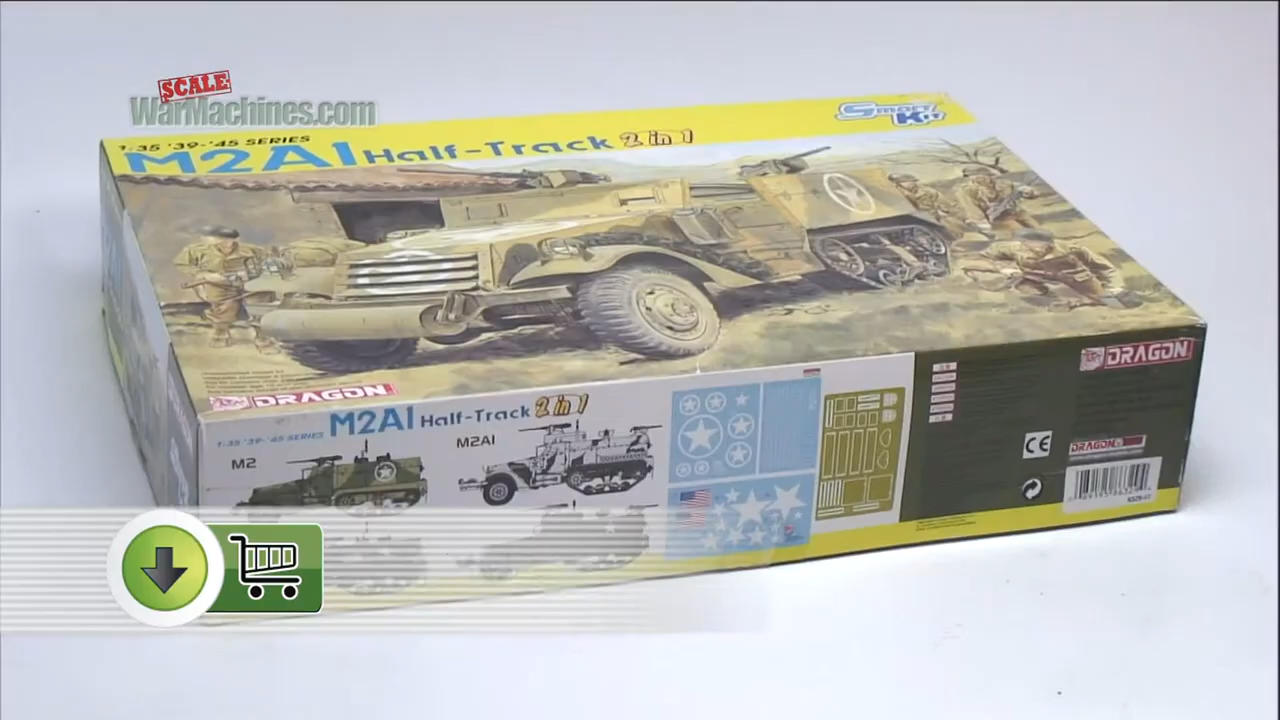 SCALE
WarMachines.com
Smart Kit
1:35 '39-'45 SERIES
M2A1 Half-Track 2 in 1
DRAGON
DRAGON
1:35 '39-'45 SERIES
M2A1 Half-Track 2 in 1
M2
M2A1
CE
DRAGON